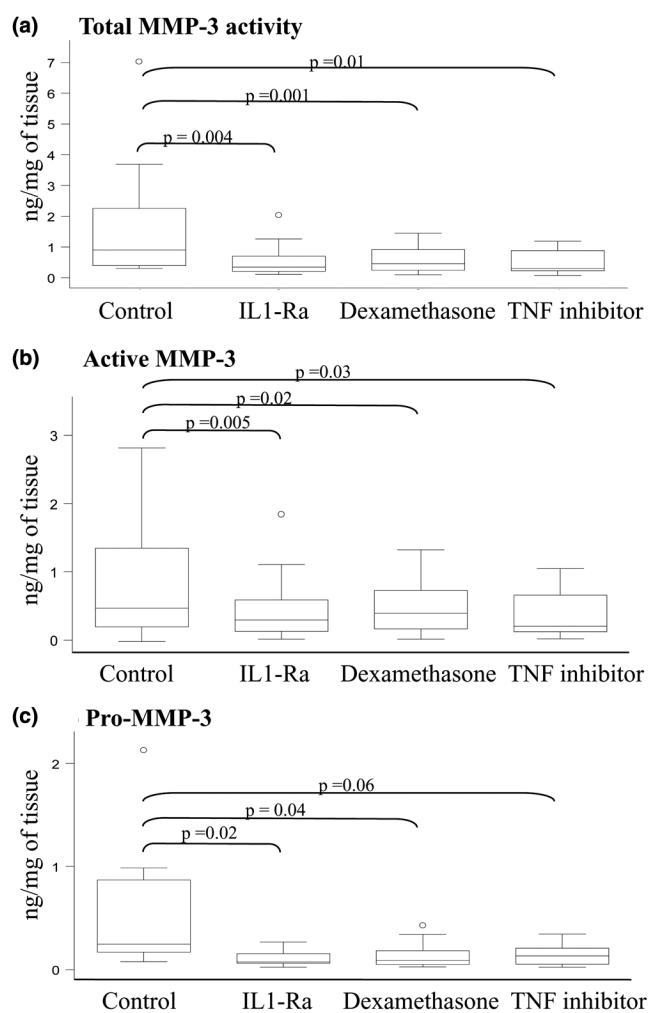 (a) Total MMP-3 activity
p =0.01
p =0.001
p = 0.004
ng/mg of tissue
7
6
5
4
3
2
1
0
Control IL1-Ra Dexamethasone TNF inhibitor
(b) Active MMP-3
p =0.03
p =0.02
p =0.005
ng/mg of tissue
3
2
1
0
Control IL1-Ra Dexamethasone TNF inhibitor
(c) Pro-MMP-3
p =0.06
p = 0.04
p =0.02
ng/mg of tissue
2
1
0
Control IL1-Ra Dexamethasone TNF inhibitor